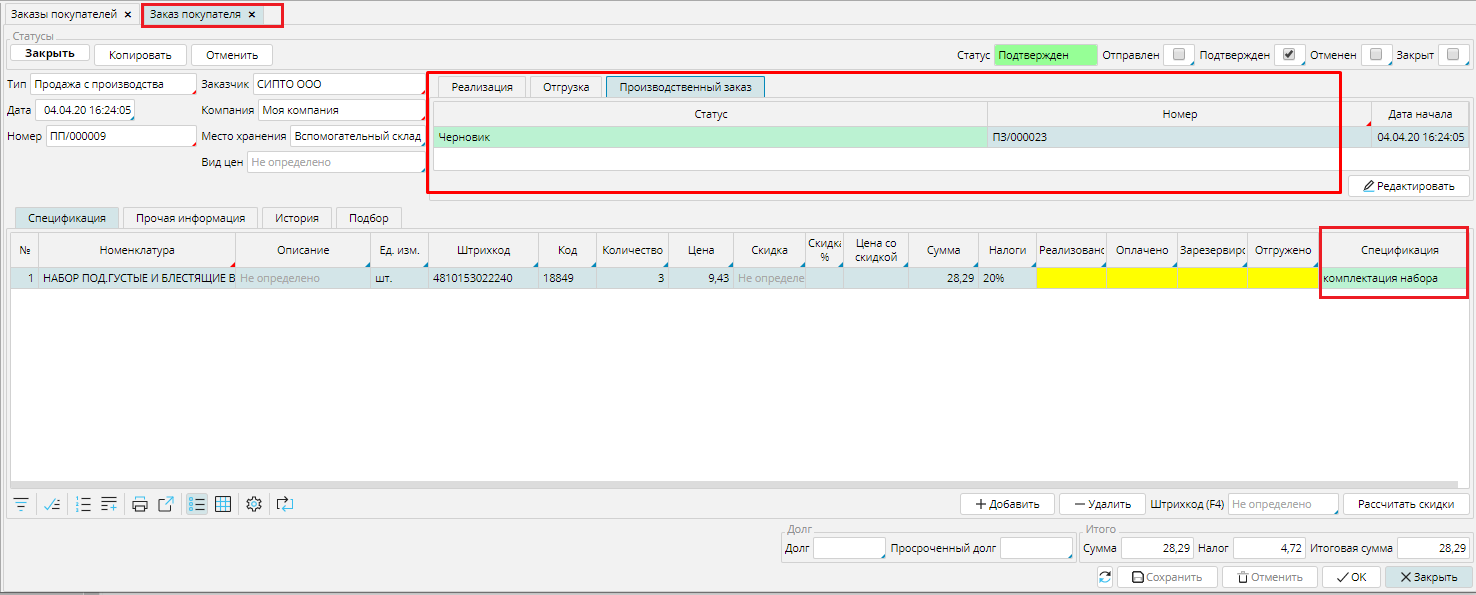 Заказы покупателей × Заказ покупателя ×
Статусы
Закрыть Копировать Отменить Статус Подтвержден Отправлен Подтвержден Отменен Закрыт
Тип Продажа с производства Заказчик СИПТО ООО
Дата 04.04.20 16:24:05 Компания Моя компания
Номер ПП/000009 Место хранения Вспомогательный склад
Вид цен Не определено
Реализация Отгрузка Производственный заказ
Статус Номер Дата начала
Черновик ПЗ/000023 04.04.20 16:24:05
Редактировать
Спецификация Прочая информация История Подбор
№ Номенклатура Описание Ед. изм. Штрихкод Код Количество Цена Скидка Скидка % Цена со скидкой Сумма Налоги Реализовано Оплачено Зарезервиро Отгружено Спецификация
1 НАБОР ПОД.ГУСТЫЕ И БЛЕСТЯЩИЕ В Не определено шт. 4810153022240 18849 3 9,43 Не определе 28,29 20% комплектация набора
Добавить Удалить Штрихкод (F4) Не определено Рассчитать скидки
Долг Итого
Долг Просроченный долг Сумма 28,29 Налог 4,72 Итоговая сумма 28,29
Сохранить Отменить OK Закрыть